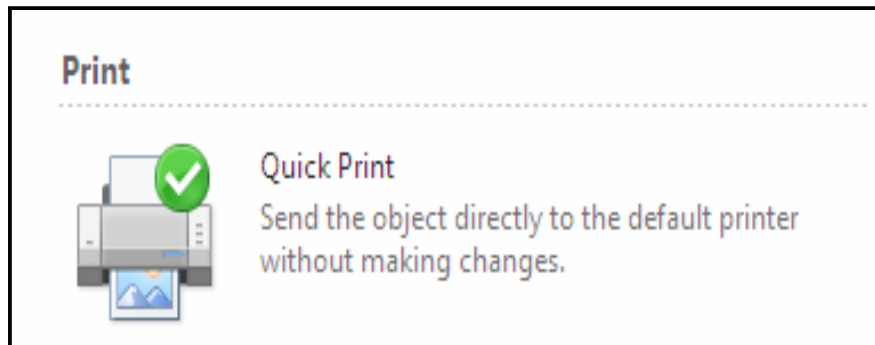 Print
Quick Print
Send the object directly to the default printer
without making changes.